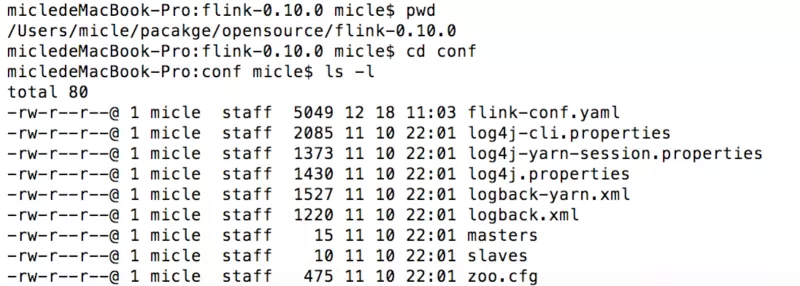 micledeMacBook-Pro:flink-0.10.0 micle$ pwd
/Users/micle/pacakge/opensource/flink-0.10.0
micledeMacBook-Pro:flink-0.10.0 micle$ cd conf
micledeMacBook-Pro:conf micle$ ls -l
total 80
-rw-r--r--@ 1 micle  staff  5049 12 18 11:03 flink-conf.yaml
-rw-r--r--@ 1 micle  staff  2085 11 10 22:01 log4j-cli.properties
-rw-r--r--@ 1 micle  staff  1373 11 10 22:01 log4j-yarn-session.properties
-rw-r--r--@ 1 micle  staff  1430 11 10 22:01 log4j.properties
-rw-r--r--@ 1 micle  staff  1527 11 10 22:01 logback-yarn.xml
-rw-r--r--@ 1 micle  staff  1220 11 10 22:01 logback.xml
-rw-r--r--@ 1 micle  staff    15 11 10 22:01 masters
-rw-r--r--@ 1 micle  staff    10 11 10 22:01 slaves
-rw-r--r--@ 1 micle  staff   475 11 10 22:01 zoo.cfg